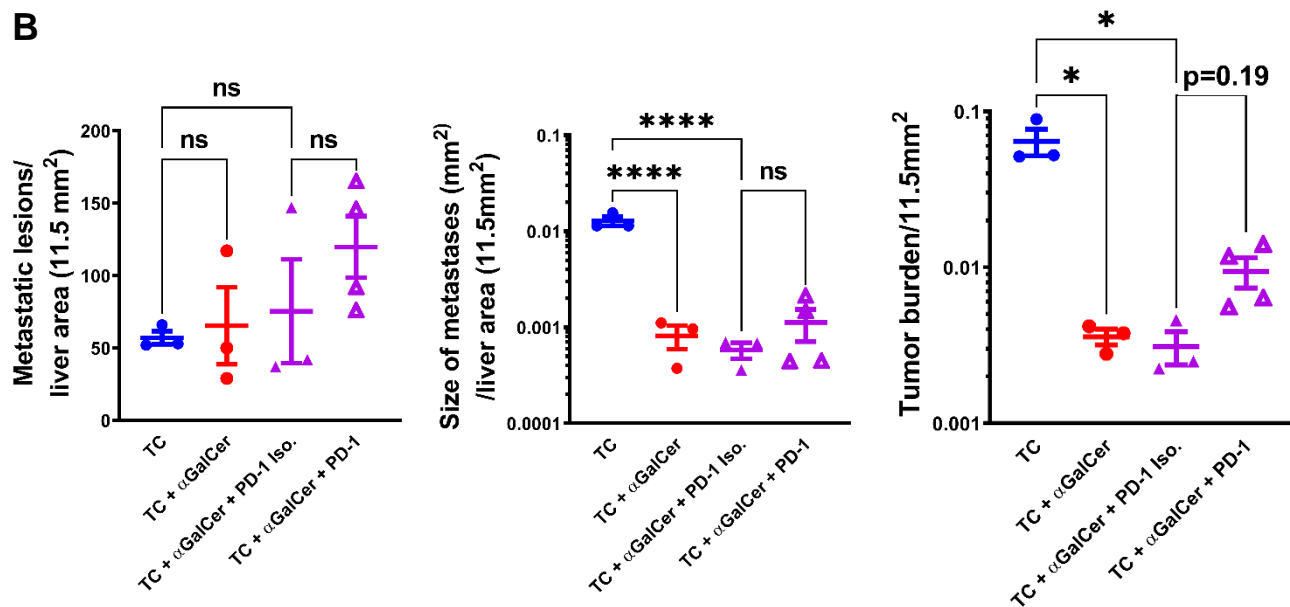 B
Metastatic lesions/
liver area (11.5 mm²)
200
150
100
50
0
ns
ns
ns
TC
TC + αGalCer
TC + αGalCer + PD-1 Iso.
TC + αGalCer + PD-1
Size of metastases (mm²)
/liver area (11.5mm²)
0.1
0.01
0.001
0.0001
****
****
ns
TC
TC + αGalCer
TC + αGalCer + PD-1 Iso.
TC + αGalCer + PD-1
Tumor burden/11.5mm²
0.1
0.01
0.001
*
*
p=0.19
TC
TC + αGalCer
TC + αGalCer + PD-1 Iso.
TC + αGalCer + PD-1